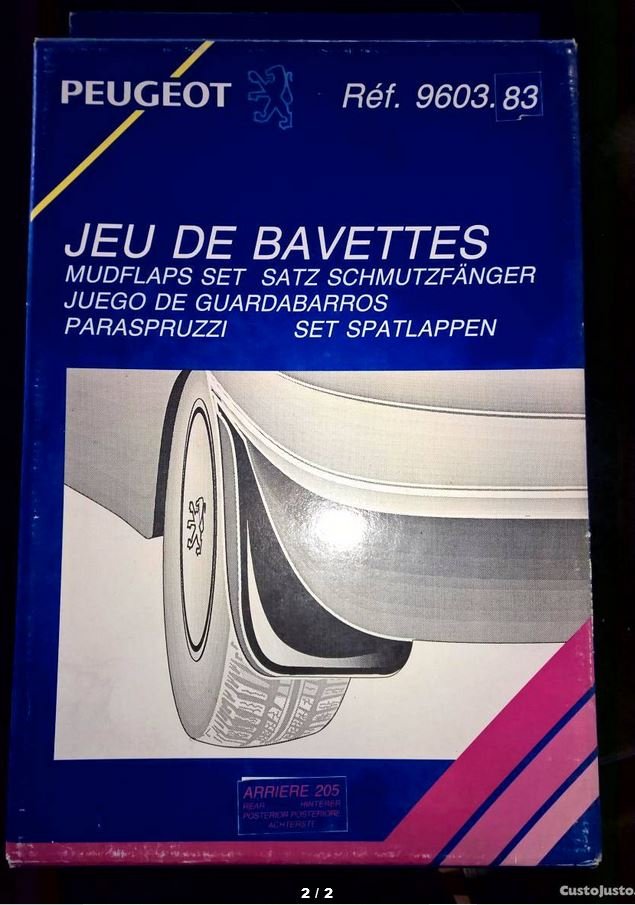 PEUGEOT
Réf. 9603.83
JEU DE BAVETTES
MUDFLAPS SET SATZ SCHMUTZFÄNGER
JUEGO DE GUARDABARROS
PARASPRUZZI SET SPATLAPPEN
ARRIERE 205
REAR HINTERER
POSTERIOR POSTERIORE
ACHTERSTE
2 / 2
CustoJusto.